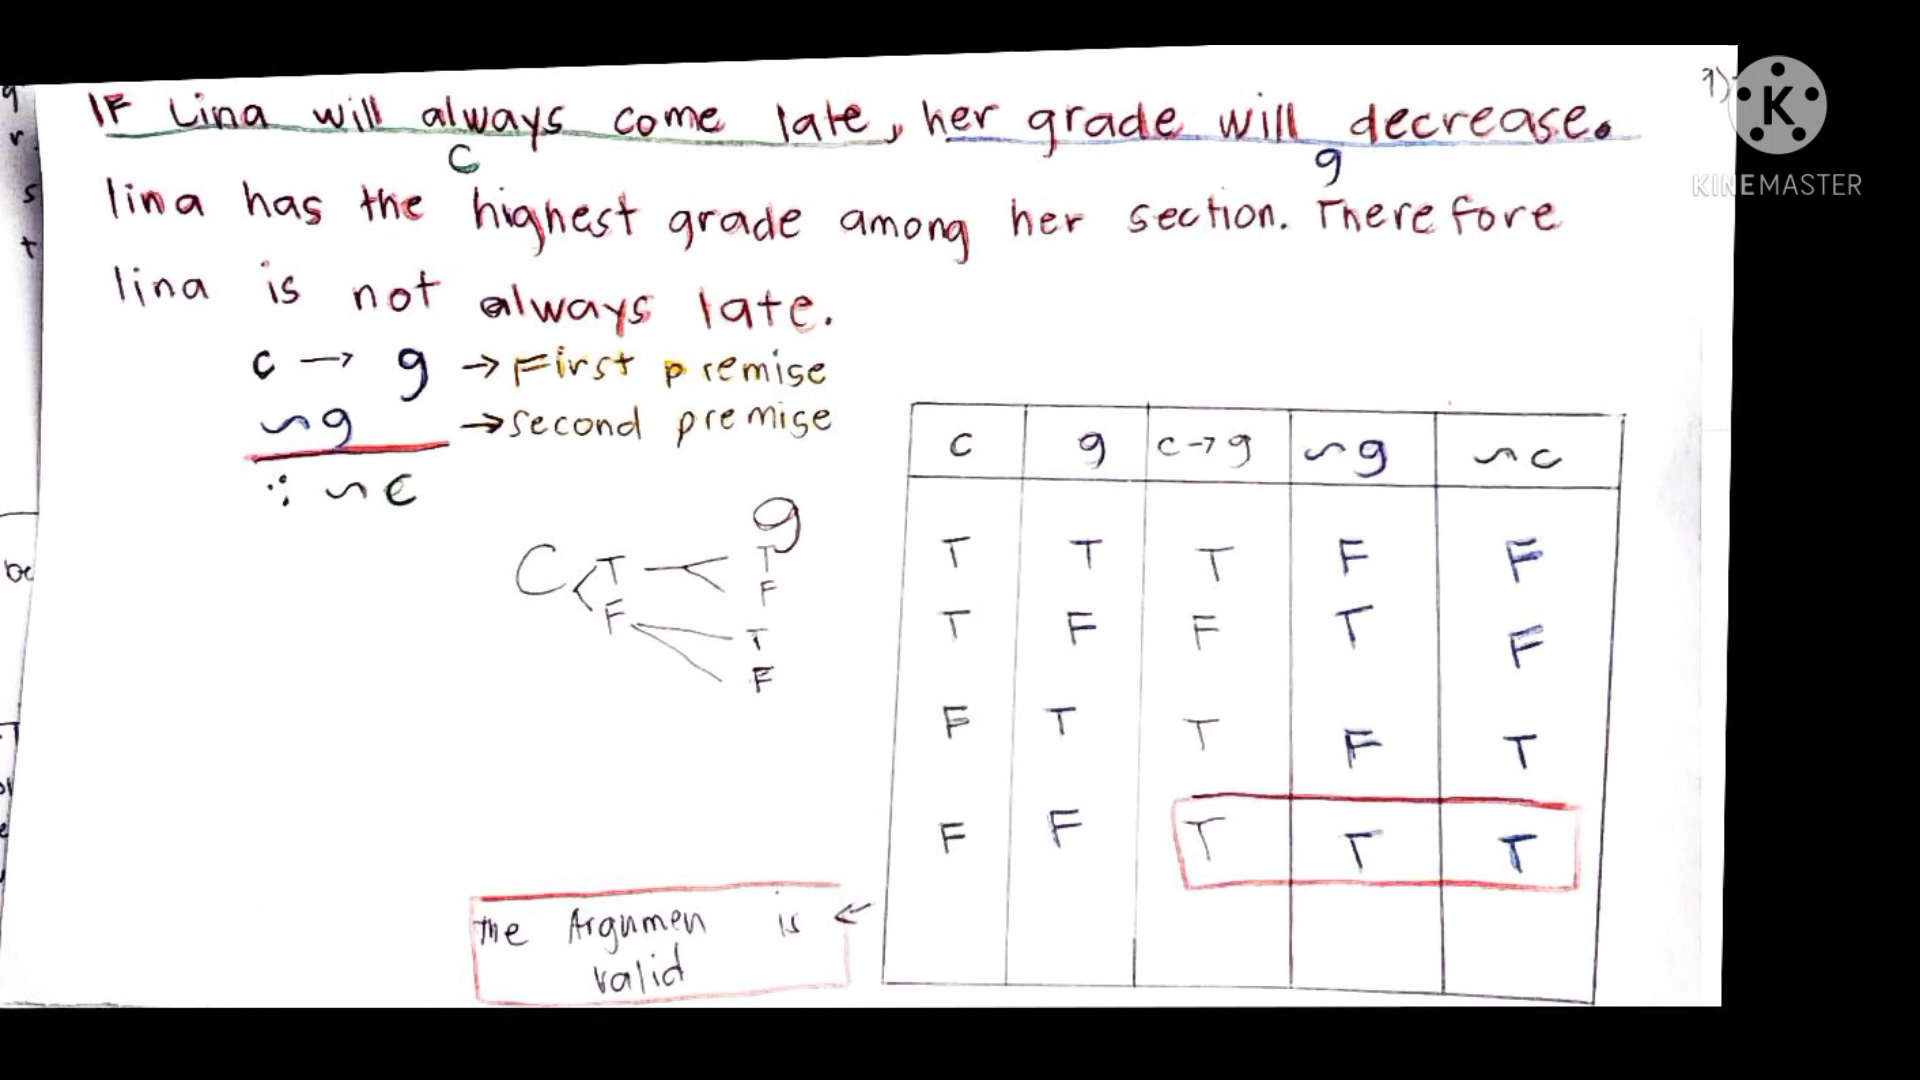 IF Lina will always come late, her grade will decrease.
c g
lina has the highest grade among her section. Therefore
lina is not always late.
c → g → First premise
~g → second premise
∴ ~c
g
C T T
F
F T
F
c g c→g ~g ~c
T T T F F
T F F T F
F T T F T
F F T T T
the Argumen is ←
valid
K
KINEMASTER
1)
q
r
s
t
be